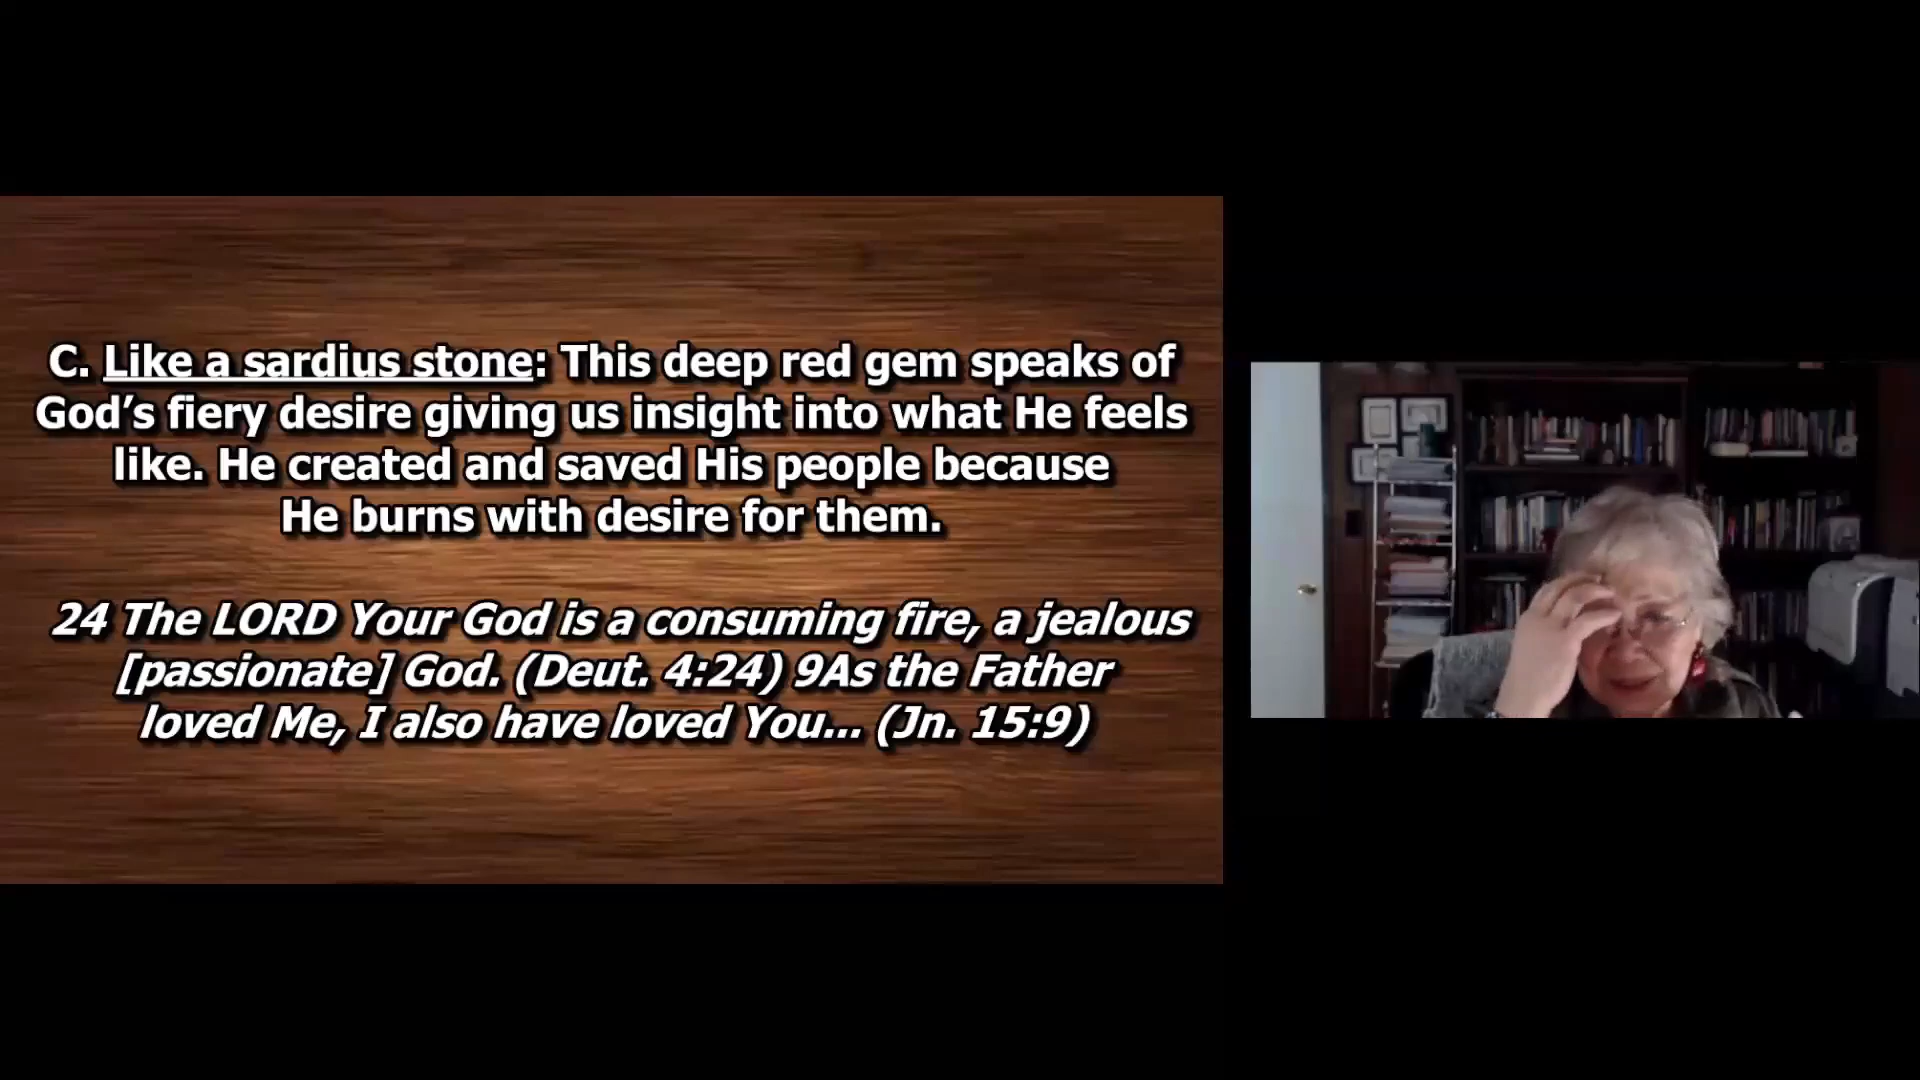 C. Like a sardius stone: This deep red gem speaks of
God’s fiery desire giving us insight into what He feels
like. He created and saved His people because
He burns with desire for them.
24 The LORD Your God is a consuming fire, a jealous
[passionate] God. (Deut. 4:24) 9As the Father
loved Me, I also have loved You... (Jn. 15:9)